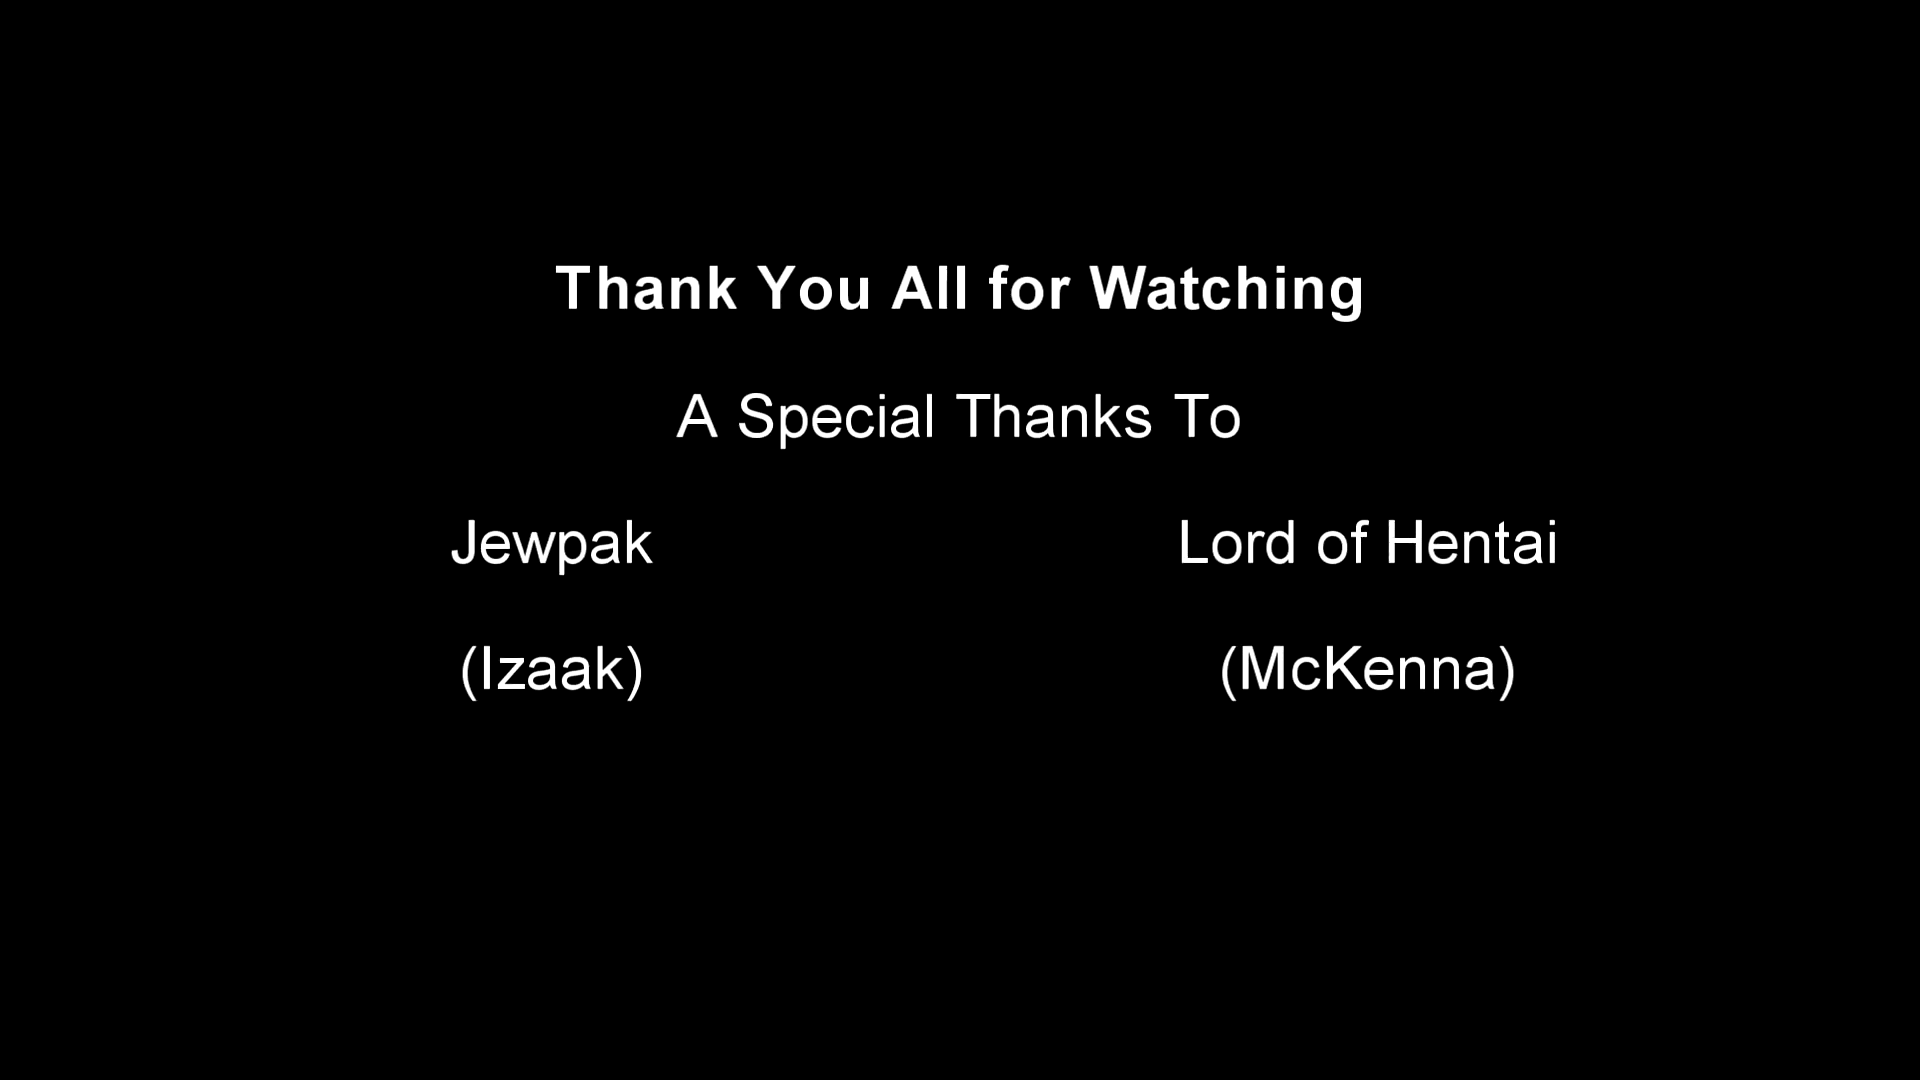 Thank You All for Watching
A Special Thanks To
Jewpak Lord of Hentai
(Izaak) (McKenna)